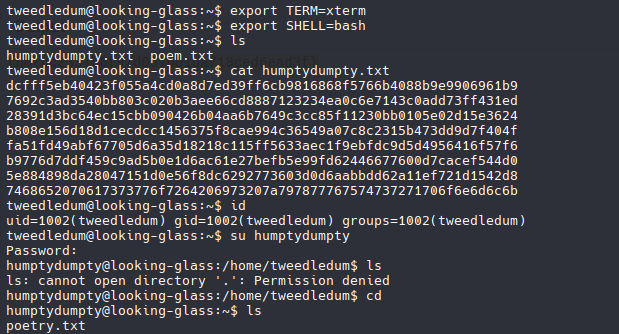 tweedledum@looking-glass:~$ export TERM=xterm
tweedledum@looking-glass:~$ export SHELL=bash
tweedledum@looking-glass:~$ ls
humptydumpty.txt  poem.txt
tweedledum@looking-glass:~$ cat humptydumpty.txt
dcfff5eb40423f055a4cd0a8d7ed39ff6cb9816868f5766b4088b9e9906961b9
7692c3ad3540bb803c020b3aee66cd8887123234ea0c6e7143c0add73ff431ed
28391d3bc64ec15cbb090426b04aa6b7649c3cc85f11230bb0105e02d15e3624
b808e156d18d1cecdcc1456375f8cae994c36549a07c8c2315b473dd9d7f404f
fa51fd49abf67705d6a35d18218c115ff5633aec1f9ebfdc9d5d4956416f57f6
b9776d7ddf459c9ad5b0e1d6ac61e27befb5e99fd62446677600d7cacef544d0
5e884898da28047151d0e56f8dc6292773603d0d6aabbdd62a11ef721d1542d8
7468652070617373776f7264206973207a797877767574737271706f6e6d6c6b
tweedledum@looking-glass:~$ id
uid=1002(tweedledum) gid=1002(tweedledum) groups=1002(tweedledum)
tweedledum@looking-glass:~$ su humptydumpty
Password:
humptydumpty@looking-glass:/home/tweedledum$ ls
ls: cannot open directory '.': Permission denied
humptydumpty@looking-glass:/home/tweedledum$ cd
humptydumpty@looking-glass:~$ ls
poetry.txt